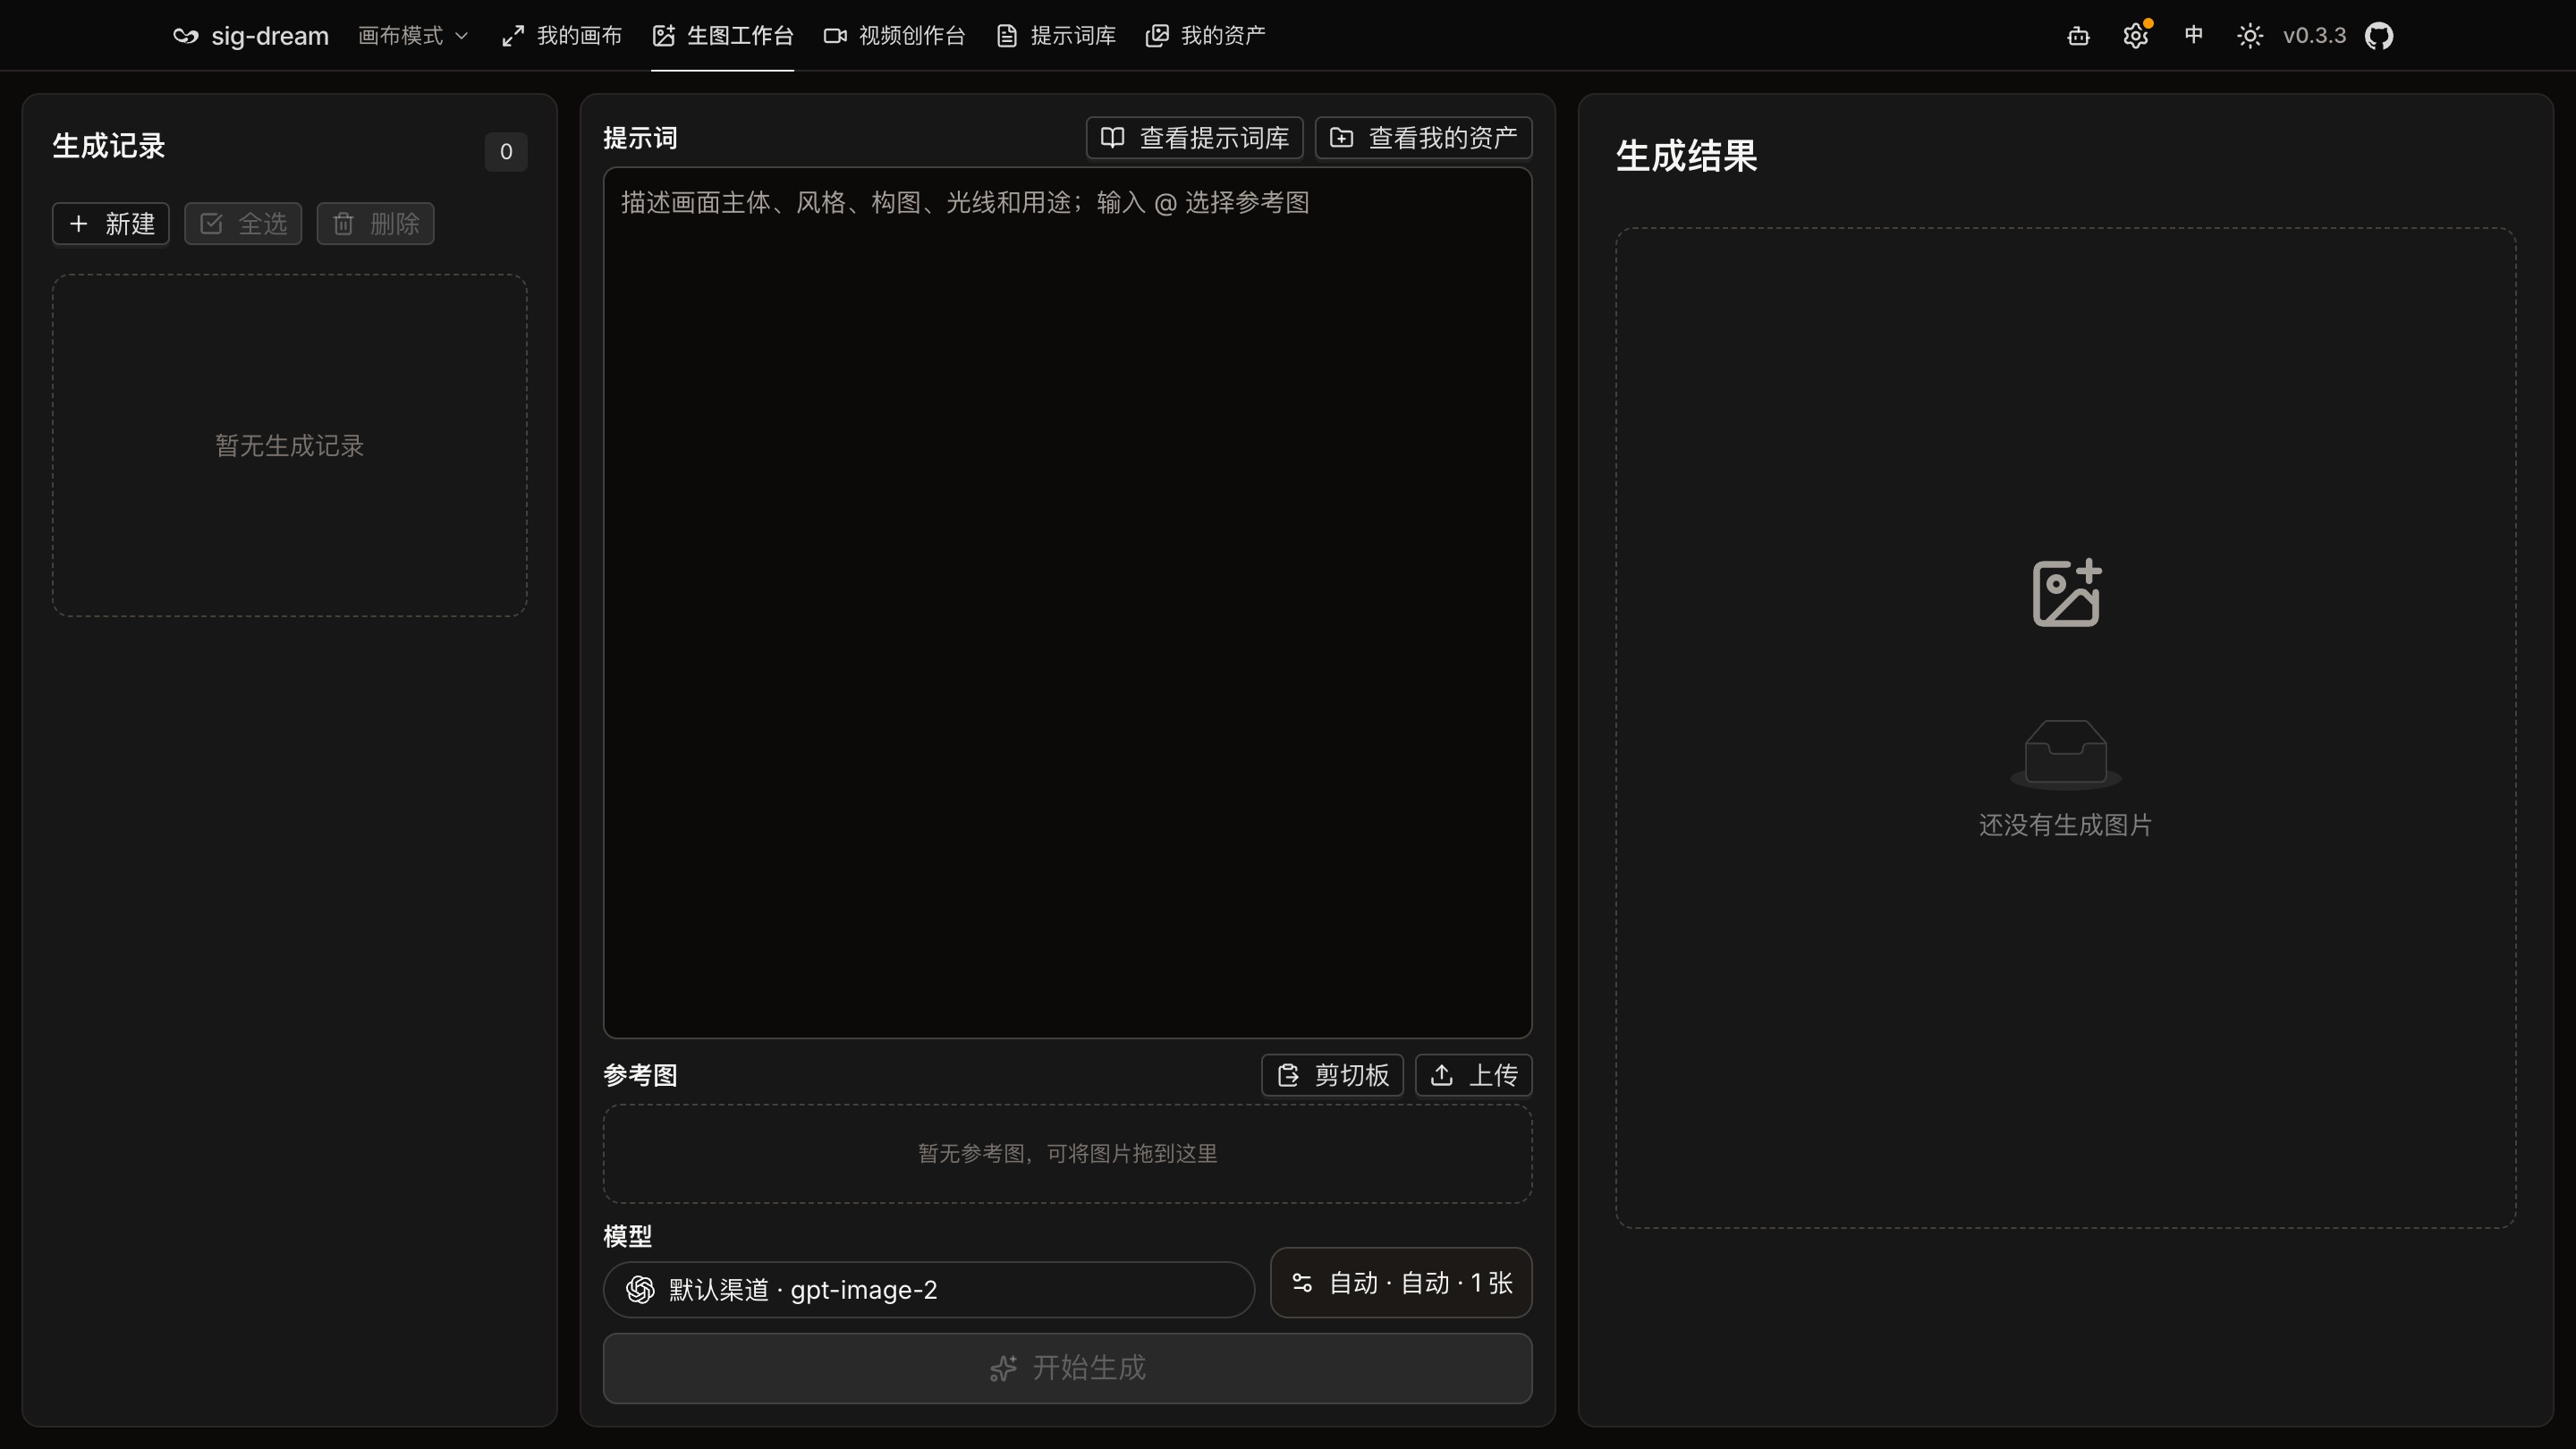 sig-dream
画布模式
我的画布
生图工作台
视频创作台
提示词库
我的资产
中
v0.3.3
生成记录
0
新建
全选
删除
暂无生成记录
提示词
查看提示词库
查看我的资产
描述画面主体、风格、构图、光线和用途；输入 @ 选择参考图
参考图
剪切板
上传
暂无参考图，可将图片拖到这里
模型
默认渠道 · gpt-image-2
自动 · 自动 · 1 张
开始生成
生成结果
还没有生成图片